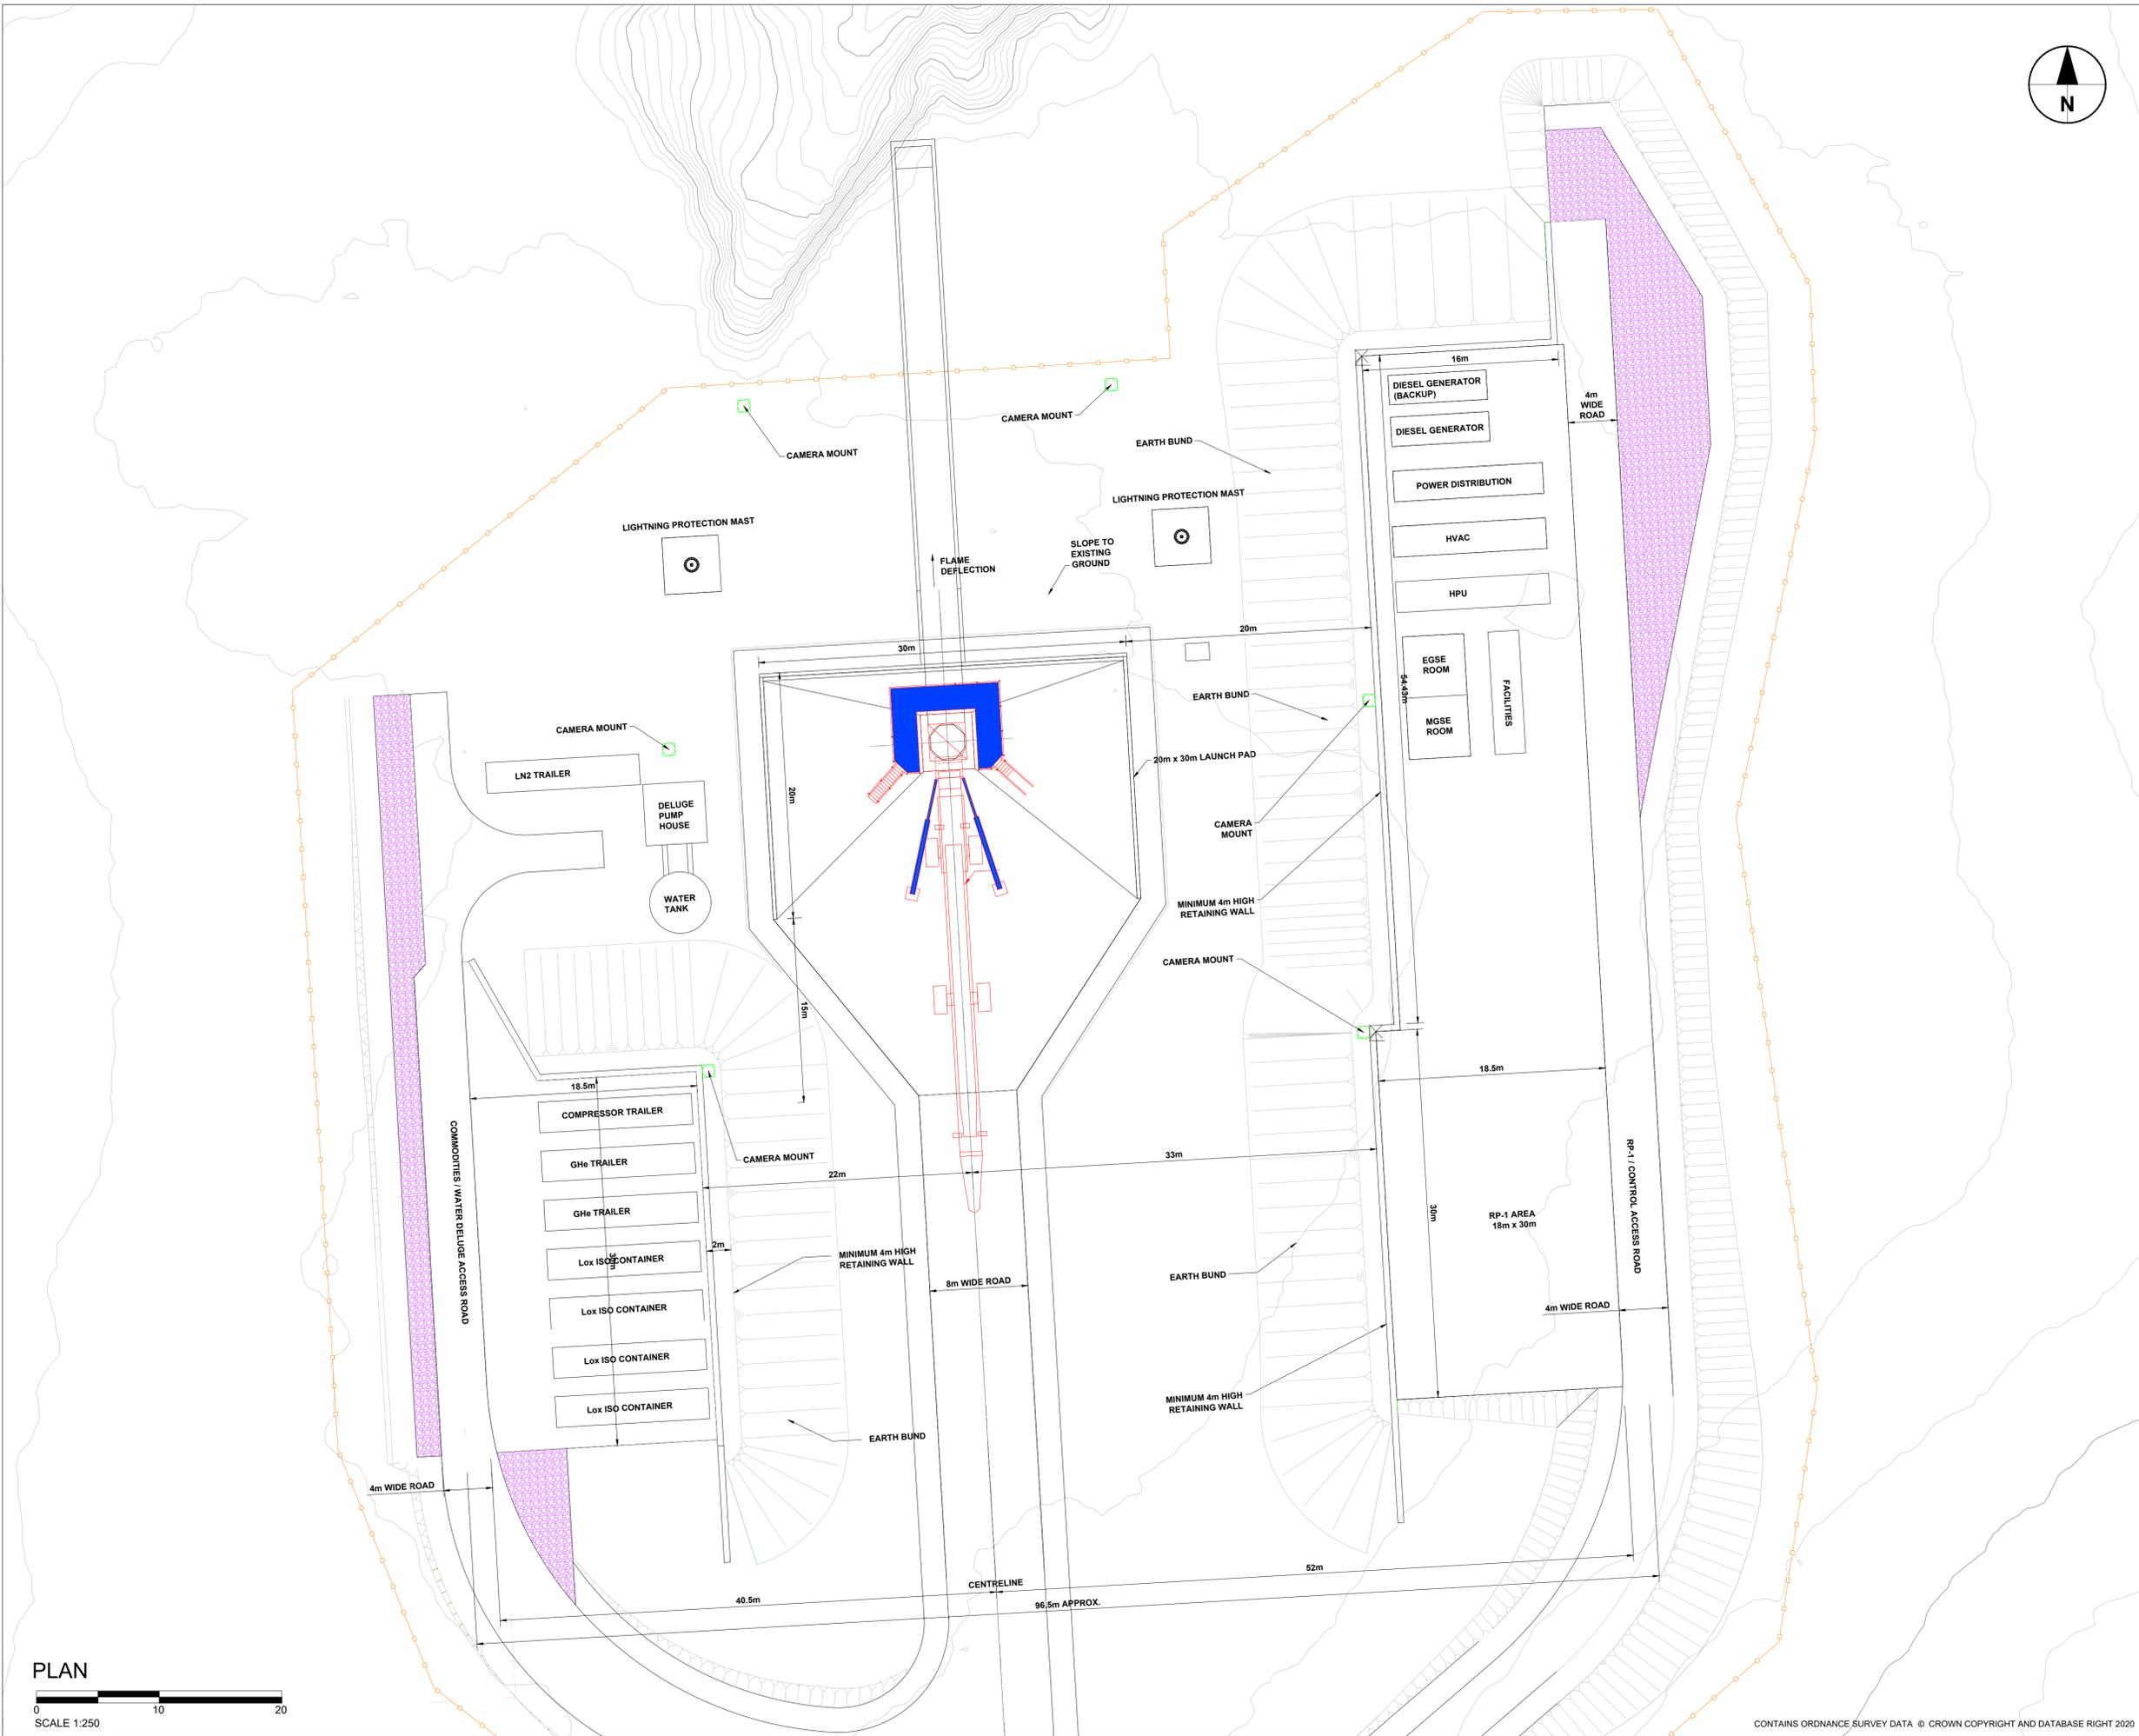 N
16m
DIESEL GENERATOR
(BACKUP)
4m
WIDE
ROAD
CAMERA MOUNT
DIESEL GENERATOR
EARTH BUND
CAMERA MOUNT
POWER DISTRIBUTION
LIGHTNING PROTECTION MAST
LIGHTNING PROTECTION MAST
HVAC
SLOPE TO
EXISTING
GROUND
FLAME
DEFLECTION
HPU
20m
30m
EGSE
ROOM
54.43m
FACILITIES
EARTH BUND
MGSE
ROOM
CAMERA MOUNT
20m x 30m LAUNCH PAD
LN2 TRAILER
20m
DELUGE
PUMP
HOUSE
CAMERA
MOUNT
WATER
TANK
MINIMUM 4m HIGH
RETAINING WALL
CAMERA MOUNT
15m
18.5m
18.5m
COMPRESSOR TRAILER
COMMODITIES / WATER DELUGE ACCESS ROAD
RP-1 / CONTROL ACCESS ROAD
GHe TRAILER
CAMERA MOUNT
33m
22m
GHe TRAILER
30m
RP-1 AREA
18m x 30m
2m
MINIMUM 4m HIGH
RETAINING WALL
Lox ISO CONTAINER
EARTH BUND
8m WIDE ROAD
Lox ISO CONTAINER
4m WIDE ROAD
Lox ISO CONTAINER
MINIMUM 4m HIGH
RETAINING WALL
Lox ISO CONTAINER
EARTH BUND
4m WIDE ROAD
52m
CENTRELINE
40.5m
96.5m APPROX.
PLAN
0 10 20
SCALE 1:250
CONTAINS ORDNANCE SURVEY DATA © CROWN COPYRIGHT AND DATABASE RIGHT 2020